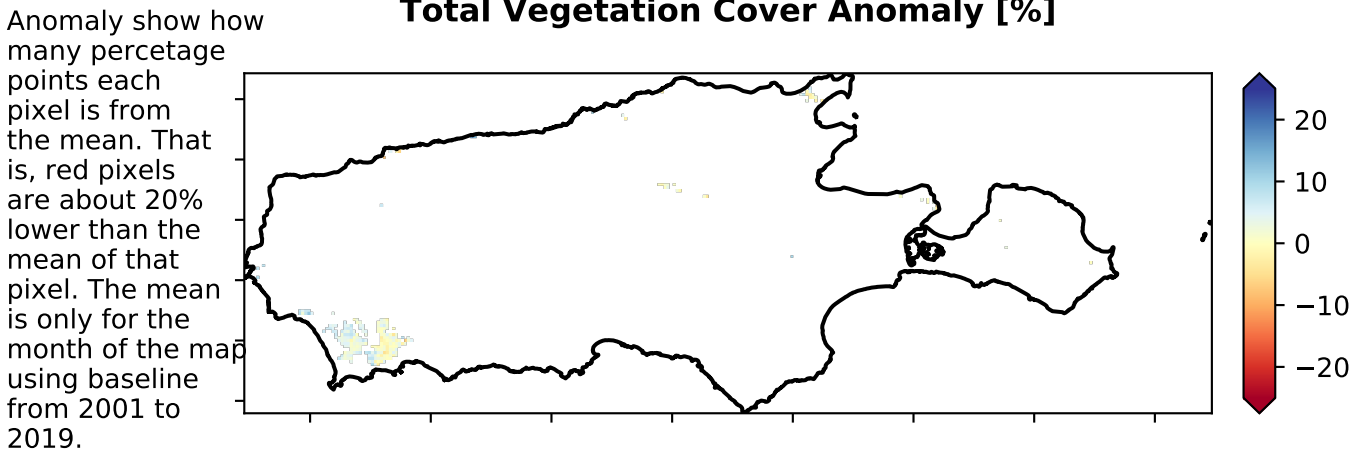 Total Vegetation Cover Anomaly [%]
Anomaly show how
many percetage
points each
pixel is from
the mean. That
is, red pixels
are about 20%
lower than the
mean of that
pixel. The mean
is only for the
month of the map
using baseline
from 2001 to
2019.
20
10
0
−10
−20